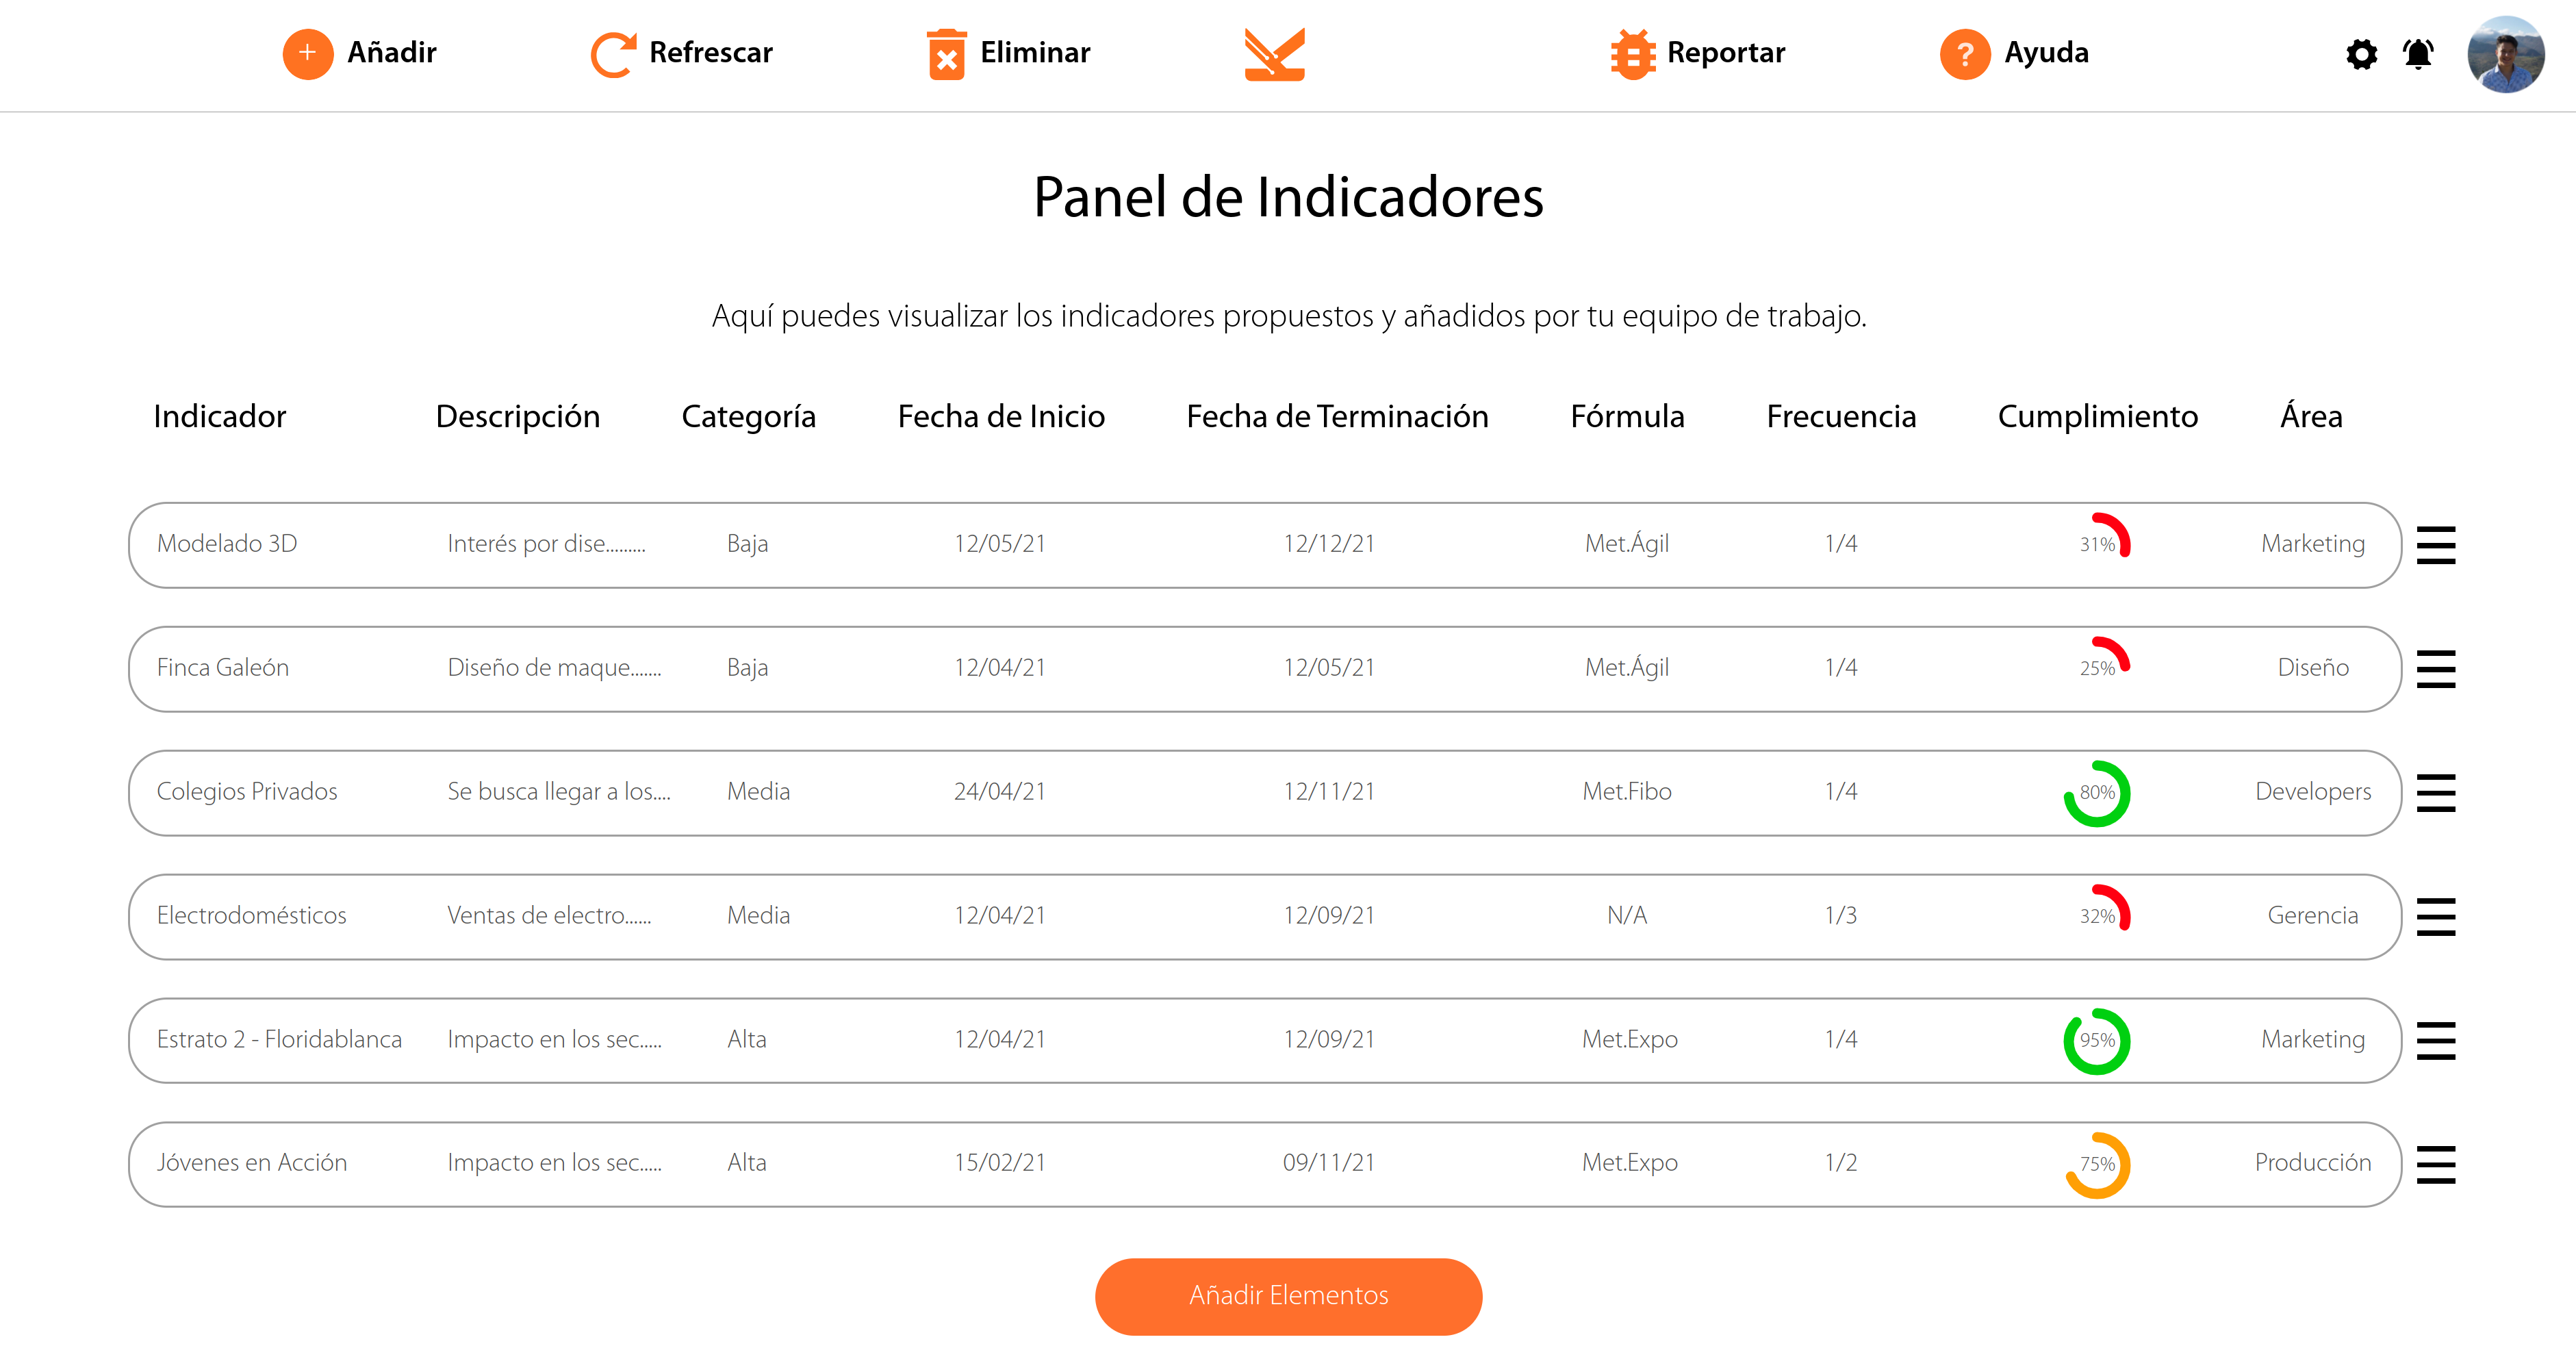 + Añadir Refrescar Eliminar Reportar ? Ayuda
Panel de Indicadores
Aquí puedes visualizar los indicadores propuestos y añadidos por tu equipo de trabajo.
Indicador Descripción Categoría Fecha de Inicio Fecha de Terminación Fórmula Frecuencia Cumplimiento Área
Modelado 3D Interés por dise......... Baja 12/05/21 12/12/21 Met.Ágil 1/4 31% Marketing
Finca Galeón Diseño de maque....... Baja 12/04/21 12/05/21 Met.Ágil 1/4 25% Diseño
Colegios Privados Se busca llegar a los.... Media 24/04/21 12/11/21 Met.Fibo 1/4 80% Developers
Electrodomésticos Ventas de electro...... Media 12/04/21 12/09/21 N/A 1/3 32% Gerencia
Estrato 2 - Floridablanca Impacto en los sec..... Alta 12/04/21 12/09/21 Met.Expo 1/4 95% Marketing
Jóvenes en Acción Impacto en los sec..... Alta 15/02/21 09/11/21 Met.Expo 1/2 75% Producción
Añadir Elementos